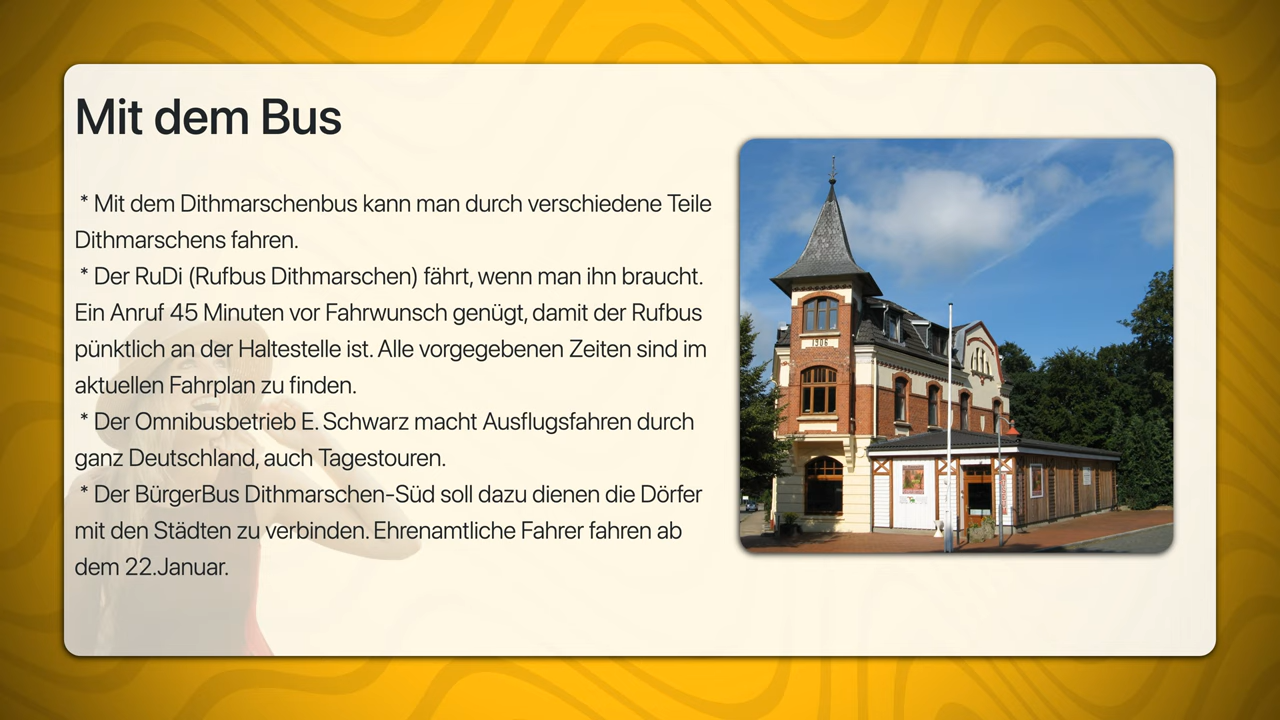 Mit dem Bus
* Mit dem Dithmarschenbus kann man durch verschiedene Teile
Dithmarschens fahren.
* Der RuDi (Rufbus Dithmarschen) fährt, wenn man ihn braucht.
Ein Anruf 45 Minuten vor Fahrwunsch genügt, damit der Rufbus
pünktlich an der Haltestelle ist. Alle vorgegebenen Zeiten sind im
aktuellen Fahrplan zu finden.
* Der Omnibusbetrieb E. Schwarz macht Ausflugsfahren durch
ganz Deutschland, auch Tagestouren.
* Der BürgerBus Dithmarschen-Süd soll dazu dienen die Dörfer
mit den Städten zu verbinden. Ehrenamtliche Fahrer fahren ab
dem 22.Januar.
1906